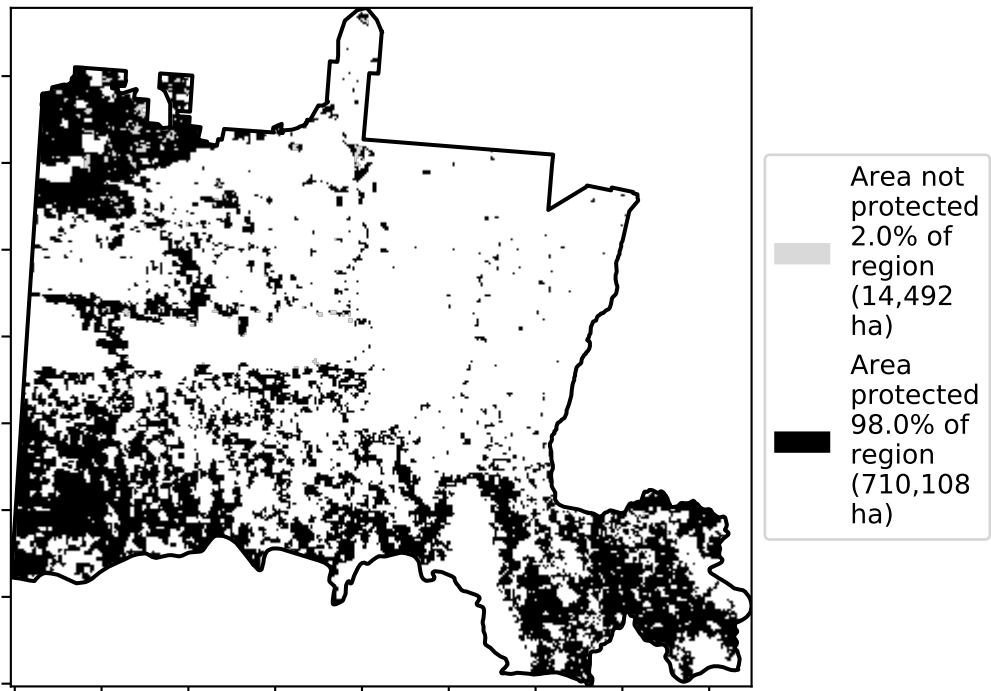 Area not
protected
2.0% of
region
(14,492
ha)
Area
protected
98.0% of
region
(710,108
ha)